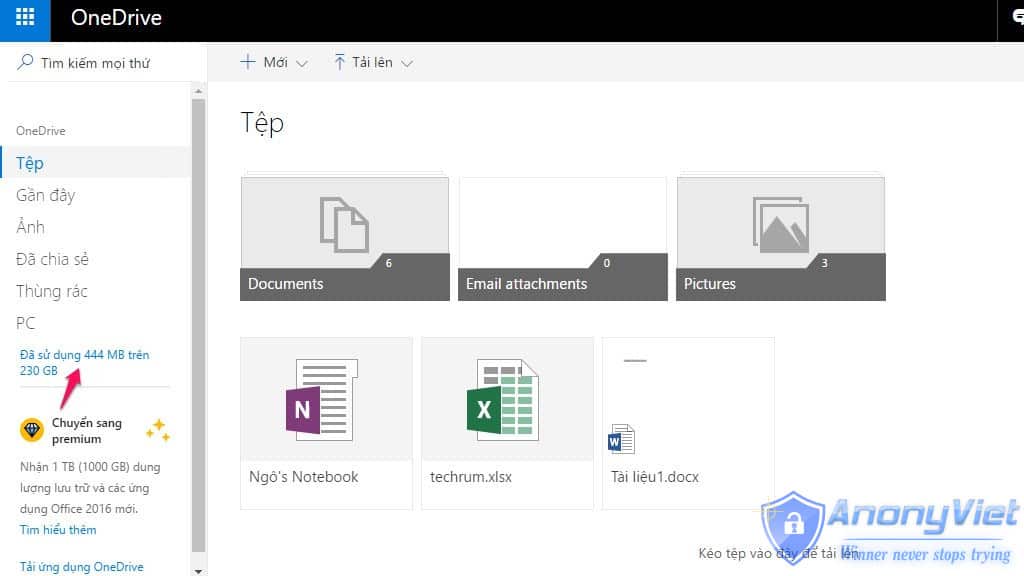 OneDrive
Tìm kiếm mọi thứ
Mới
Tải lên
OneDrive
Tệp
Gần đây
Ảnh
Đã chia sẻ
Thùng rác
PC
Đã sử dụng 444 MB trên
230 GB
Chuyển sang
premium
Nhận 1 TB (1000 GB) dung
lượng lưu trữ và các ứng
dụng Office 2016 mới.
Tìm hiểu thêm
Tải ứng dụng OneDrive
Tệp
6
Documents
0
Email attachments
3
Pictures
N
Ngô's Notebook
X
techrum.xlsx
W
Tài liệu1.docx
Kéo tệp vào đây để tải lên
AnonyViet
Winner never stops trying